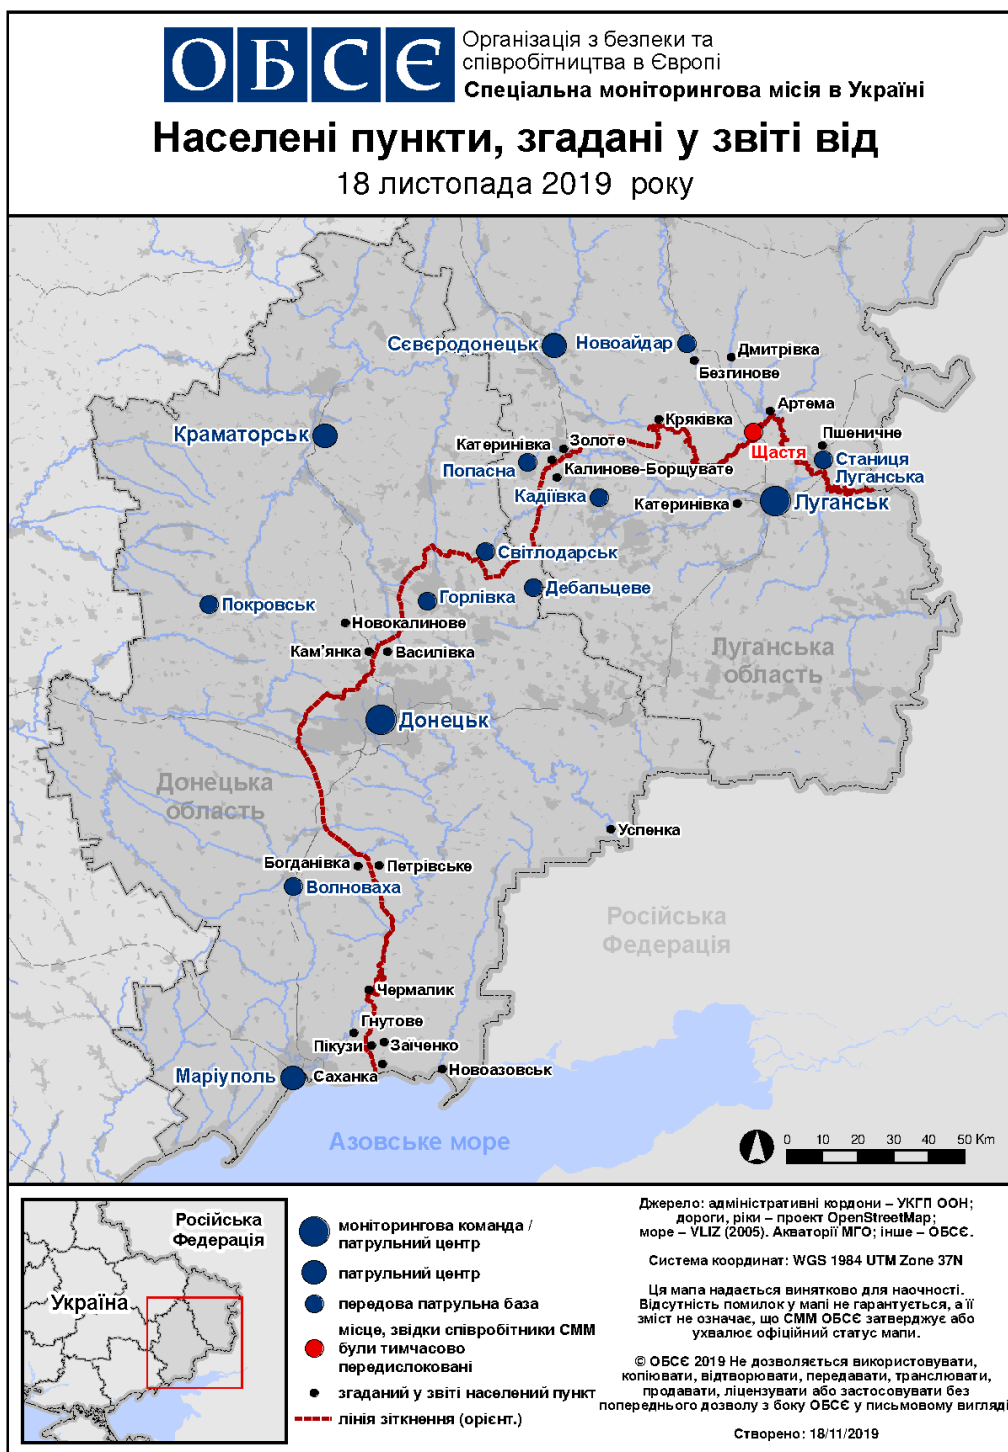 ОБСЄ
Організація з безпеки та
співробітництва в Європі
Спеціальна моніторингова місія в Україні
Населені пункти, згадані у звіті від
18 листопада 2019 року
Сєвєродонецьк
Новоайдар
Дмитрівка
Безгинове
Артема
Кряківка
Краматорськ
Щастя
Пшеничне
Катеринівка
Золоте
Станиця
Луганська
Попасна
Калинове-Борщувате
Кадіївка
Катеринівка
Луганськ
Світлодарськ
Дебальцеве
Горлівка
Покровськ
Новокалинове
Кам'янка
Василівка
Луганська
область
Донецьк
Донецька
область
Успенка
Богданівка
Петрівське
Волноваха
Російська
Федерація
Чермалик
Гнутове
Пікузи
Заїченко
Маріуполь
Саханка
Новоазовськ
Азовське море
0 10 20 30 40 50 Km
Російська
Федерація
Україна
моніторингова команда /
патрульний центр
патрульний центр
передова патрульна база
місце, звідки співробітники СММ
були тимчасово
передислоковані
згаданий у звіті населений пункт
лінія зіткнення (орієнт.)
Джерело: адміністративні кордони – УКГП ООН;
дороги, ріки – проект OpenStreetMap;
море – VLIZ (2005). Акваторії МГО; інше – ОБСЄ.
Система координат: WGS 1984 UTM Zone 37N
Ця мапа надається винятково для наочності.
Відсутність помилок у мапі не гарантується, а її
зміст не означає, що СММ ОБСЄ затверджує або
ухвалює офіційний статус мапи.
© ОБСЄ 2019 Не дозволяється використовувати,
копіювати, відтворювати, передавати, транслювати,
продавати, ліцензувати або застосовувати без
попереднього дозволу з боку ОБСЄ у письмовому вигляді
Створено: 18/11/2019